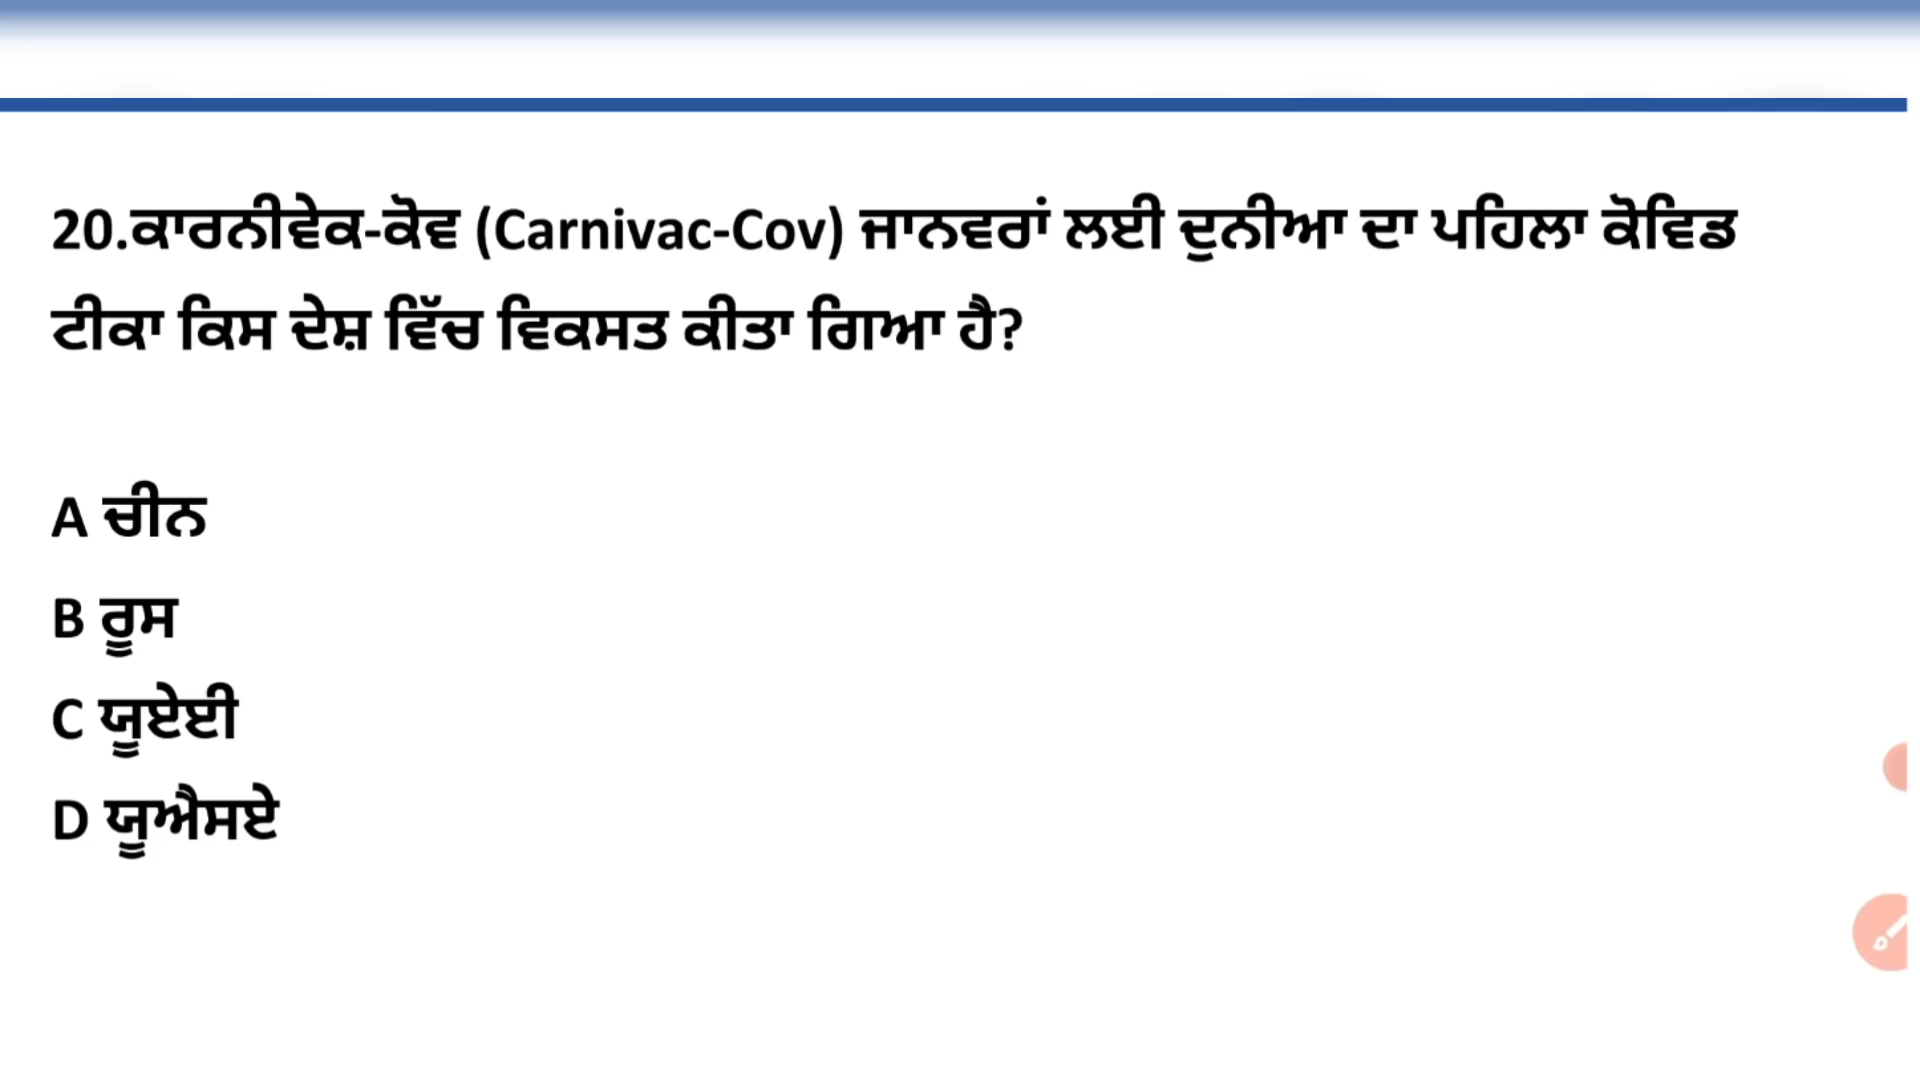 20.ਕਾਰਨੀਵੇਕ-ਕੋਵ (Carnivac-Cov) ਜਾਨਵਰਾਂ ਲਈ ਦੁਨੀਆ ਦਾ ਪਹਿਲਾ ਕੋਵਿਡ
ਟੀਕਾ ਕਿਸ ਦੇਸ਼ ਵਿੱਚ ਵਿਕਸਤ ਕੀਤਾ ਗਿਆ ਹੈ?
A ਚੀਨ
B ਰੂਸ
C ਯੂਏਈ
D ਯੂਐਸਏ